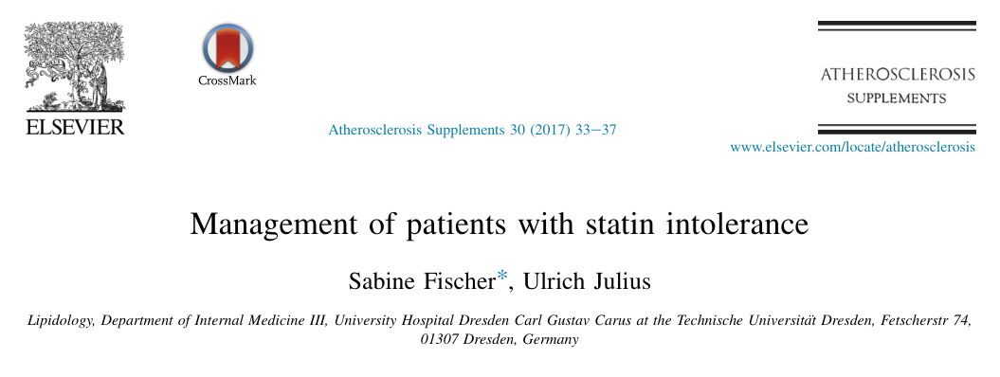 ELSEVIER
CrossMark
Atherosclerosis Supplements 30 (2017) 33–37
ATHEROSCLEROSIS
SUPPLEMENTS
www.elsevier.com/locate/atherosclerosis
Management of patients with statin intolerance
Sabine Fischer*, Ulrich Julius
Lipidology, Department of Internal Medicine III, University Hospital Dresden Carl Gustav Carus at the Technische Universität Dresden, Fetscherstr 74,
01307 Dresden, Germany